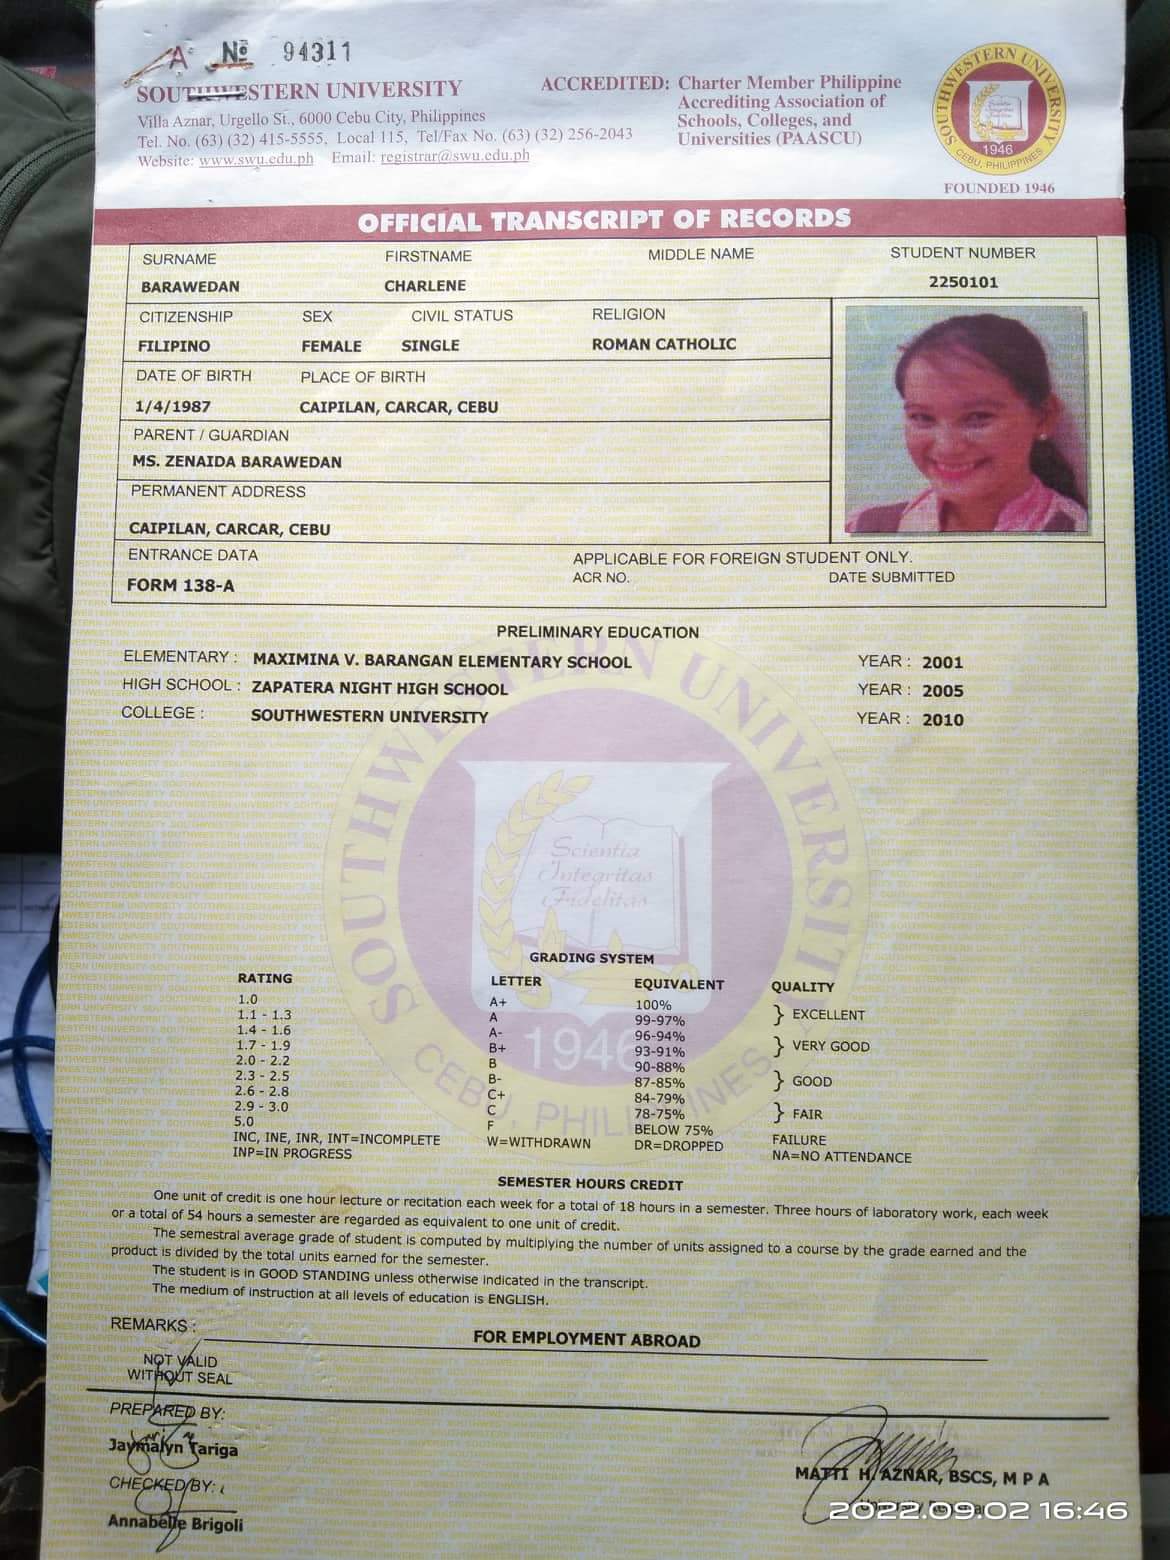 A Nº 94311
SOUTHWESTERN UNIVERSITY
Villa Aznar, Urgello St., 6000 Cebu City, Philippines
Tel. No. (63) (32) 415-5555, Local 115, Tel/Fax No. (63) (32) 256-2043
Website: www.swu.edu.ph Email: registrar@swu.edu.ph
ACCREDITED: Charter Member Philippine
Accrediting Association of
Schools, Colleges, and
Universities (PAASCU)
SOUTHWESTERN UNIVERSITY
1946
CEBU, PHILIPPINES
FOUNDED 1946
OFFICIAL TRANSCRIPT OF RECORDS
SURNAME FIRSTNAME MIDDLE NAME STUDENT NUMBER
BARAWEDAN CHARLENE 2250101
CITIZENSHIP SEX CIVIL STATUS RELIGION
FILIPINO FEMALE SINGLE ROMAN CATHOLIC
DATE OF BIRTH PLACE OF BIRTH
1/4/1987 CAIPILAN, CARCAR, CEBU
PARENT / GUARDIAN
MS. ZENAIDA BARAWEDAN
PERMANENT ADDRESS
CAIPILAN, CARCAR, CEBU
ENTRANCE DATA APPLICABLE FOR FOREIGN STUDENT ONLY.
FORM 138-A ACR NO. DATE SUBMITTED
PRELIMINARY EDUCATION
ELEMENTARY : MAXIMINA V. BARANGAN ELEMENTARY SCHOOL YEAR : 2001
HIGH SCHOOL : ZAPATERA NIGHT HIGH SCHOOL YEAR : 2005
COLLEGE : SOUTHWESTERN UNIVERSITY YEAR : 2010
SOUTHWESTERN UNIVERSITY
Scientia
Integritas
Fidelitas
1946
CEBU, PHILIPPINES
GRADING SYSTEM
RATING LETTER EQUIVALENT QUALITY
1.0 A+ 100%
1.1 - 1.3 A 99-97% } EXCELLENT
1.4 - 1.6 A- 96-94%
1.7 - 1.9 B+ 93-91% } VERY GOOD
2.0 - 2.2 B 90-88%
2.3 - 2.5 B- 87-85% } GOOD
2.6 - 2.8 C+ 84-79%
2.9 - 3.0 C 78-75% } FAIR
5.0 F BELOW 75% FAILURE
INC, INE, INR, INT=INCOMPLETE W=WITHDRAWN DR=DROPPED NA=NO ATTENDANCE
INP=IN PROGRESS
SEMESTER HOURS CREDIT
One unit of credit is one hour lecture or recitation each week for a total of 18 hours in a semester. Three hours of laboratory work, each week
or a total of 54 hours a semester are regarded as equivalent to one unit of credit.
The semestral average grade of student is computed by multiplying the number of units assigned to a course by the grade earned and the
product is divided by the total units earned for the semester.
The student is in GOOD STANDING unless otherwise indicated in the transcript.
The medium of instruction at all levels of education is ENGLISH.
REMARKS : FOR EMPLOYMENT ABROAD
NOT VALID
WITHOUT SEAL
PREPARED BY:
Jaymalyn Tariga
CHECKED BY:
Annabelle Brigoli
MATTI H. AZNAR, BSCS, M P A
2022.09.02 16:46